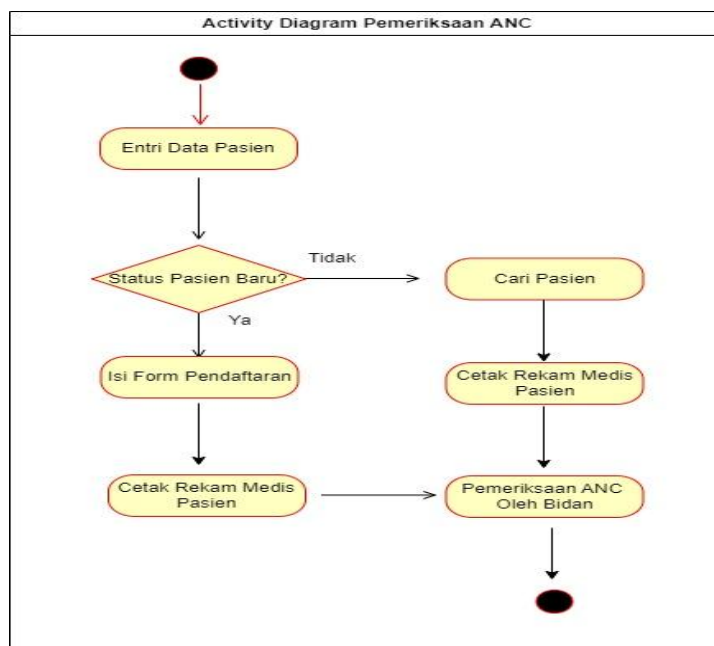 Activity Diagram Pemeriksaan ANC
Entri Data Pasien
Status Pasien Baru?
Tidak
Cari Pasien
Ya
Isi Form Pendaftaran
Cetak Rekam Medis
Pasien
Cetak Rekam Medis
Pasien
Pemeriksaan ANC
Oleh Bidan